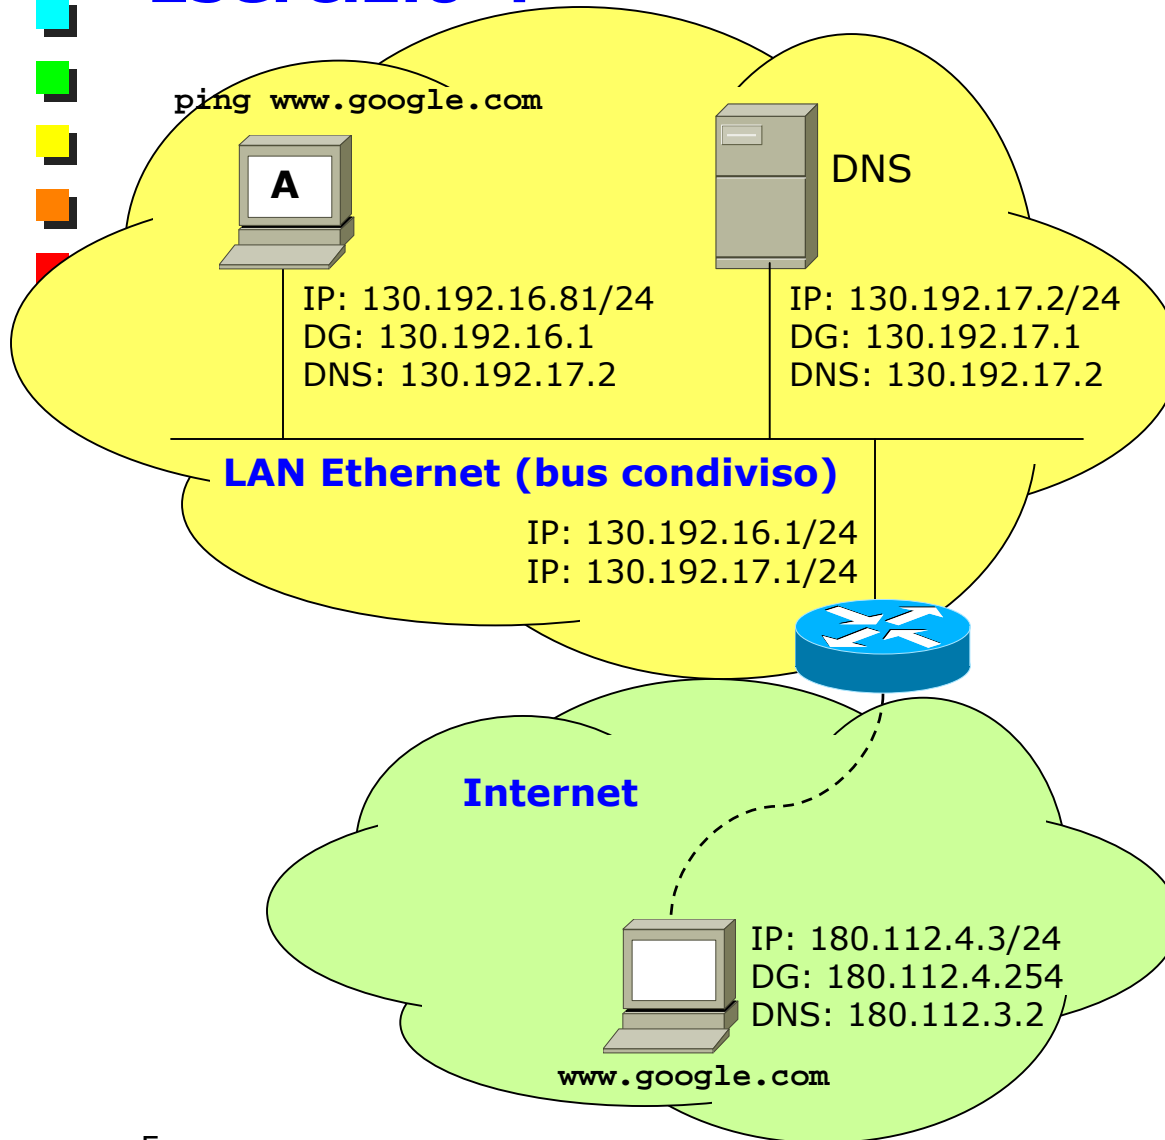 ping www.google.com
A
DNS
IP: 130.192.16.81/24
DG: 130.192.16.1
DNS: 130.192.17.2
IP: 130.192.17.2/24
DG: 130.192.17.1
DNS: 130.192.17.2
LAN Ethernet (bus condiviso)
IP: 130.192.16.1/24
IP: 130.192.17.1/24
Internet
IP: 180.112.4.3/24
DG: 180.112.4.254
DNS: 180.112.3.2
www.google.com